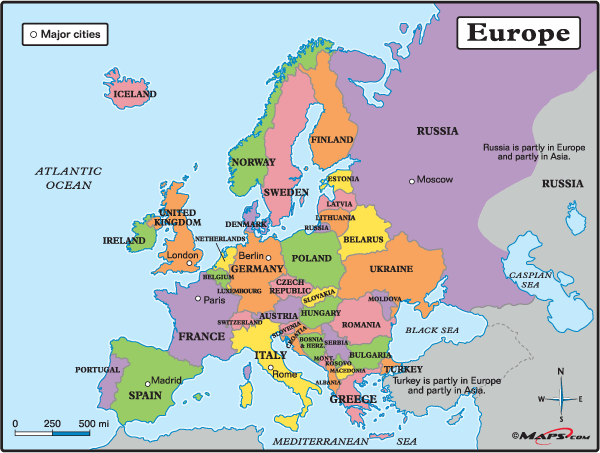 Major cities
Europe
ICELAND
ATLANTIC
OCEAN
NORWAY
SWEDEN
FINLAND
RUSSIA
Russia is partly in Europe
and partly in Asia.
Moscow
RUSSIA
ESTONIA
LATVIA
LITHUANIA
RUSSIA
BELARUS
UNITED
KINGDOM
IRELAND
London
DENMARK
NETHERLANDS
Berlin
GERMANY
POLAND
BELGIUM
LUXEMBOURG
CZECH
REPUBLIC
UKRAINE
SLOVAKIA
Paris
FRANCE
SWITZERLAND
AUSTRIA
HUNGARY
MOLDOVA
ROMANIA
SLOVENIA
CROATIA
BOSNIA
& HERZ.
SERBIA
MONT.
KOSOVO
BULGARIA
MACEDONIA
ALBANIA
ITALY
Rome
GREECE
TURKEY
Turkey is partly in Europe
and partly in Asia.
BLACK SEA
CASPIAN
SEA
PORTUGAL
Madrid
SPAIN
MEDITERRANEAN SEA
0 250 500 mi
N
W E
S
©MAPS.COM